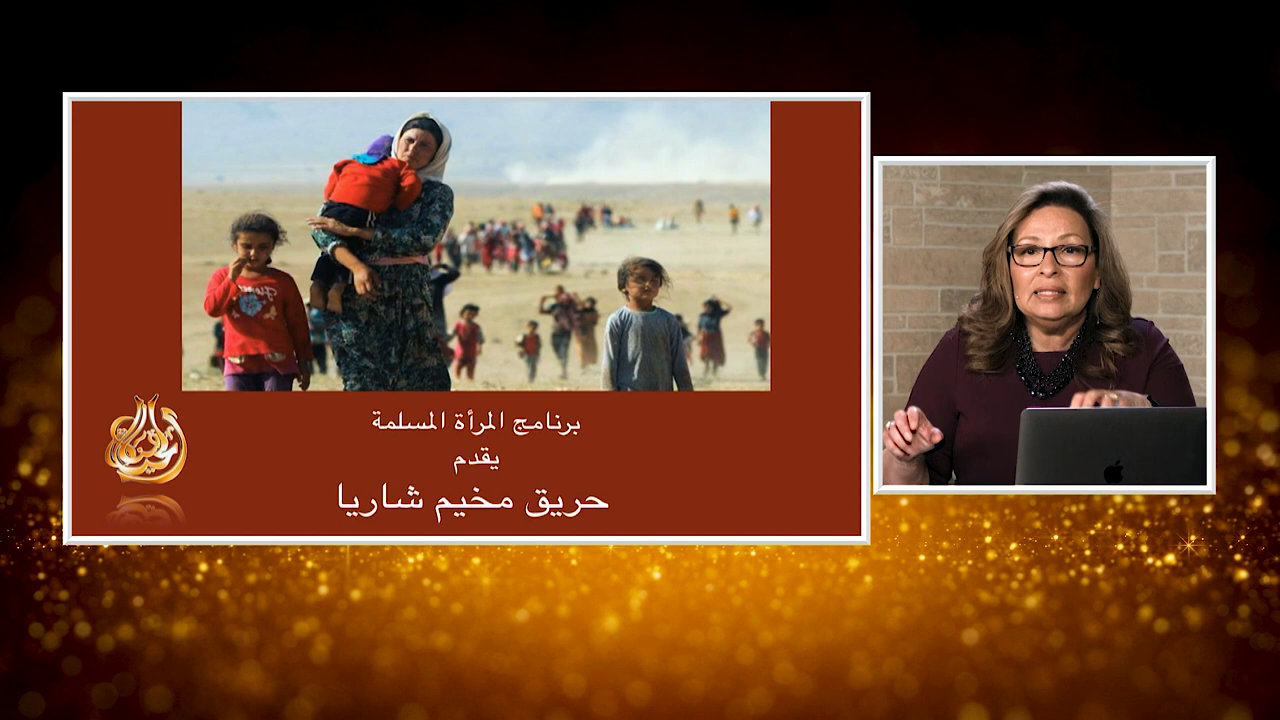 برنامج المرأة المسلمة
يقدم
حريق مخيم شاريا